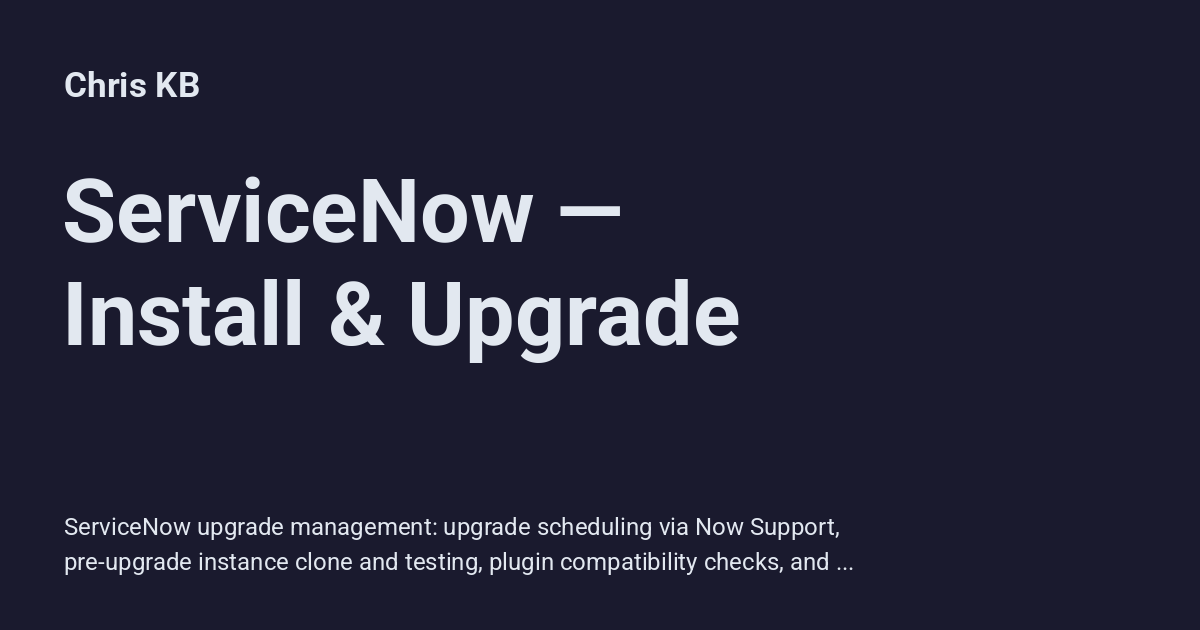 Chris KB
ServiceNow —
Install & Upgrade
ServiceNow upgrade management: upgrade scheduling via Now Support,
pre-upgrade instance clone and testing, plugin compatibility checks, and ...